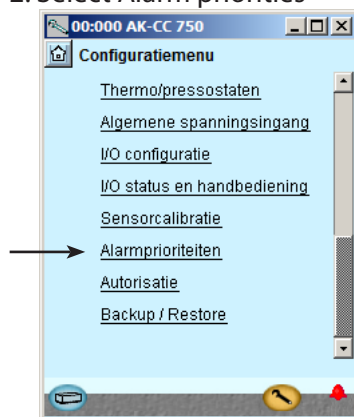 2. Select Alarm priorities
00:000 AK-CC 750
Configuratiemenu
Thermo/pressostaten
Algemene spanningsingang
I/O configuratie
I/O status en handbediening
Sensorcalibratie
Alarmprioriteiten
Autorisatie
Backup / Restore